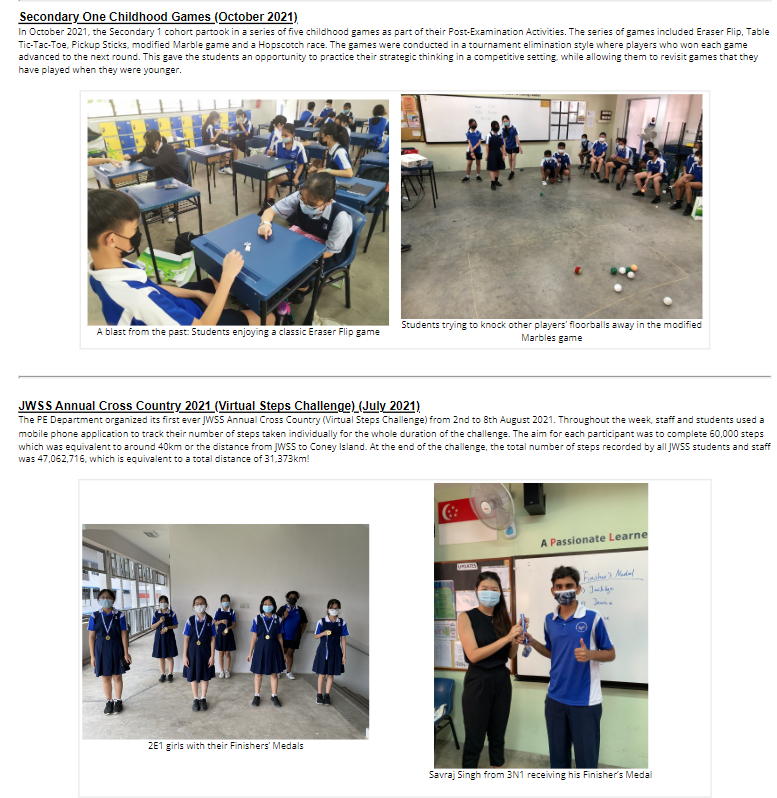 Secondary One Childhood Games (October 2021)
In October 2021, the Secondary 1 cohort partook in a series of five childhood games as part of their Post-Examination Activities. The series of games included Eraser Flip, Table
Tic-Tac-Toe, Pickup Sticks, modified Marble game and a Hopscotch race. The games were conducted in a tournament elimination style where players who won each game
advanced to the next round. This gave the students an opportunity to practice their strategic thinking in a competitive setting, while allowing them to revisit games that they
have played when they were younger.
A blast from the past: Students enjoying a classic Eraser Flip game
Students trying to knock other players' floorballs away in the modified
Marbles game
JWSS Annual Cross Country 2021 (Virtual Steps Challenge) (July 2021)
The PE Department organized its first ever JWSS Annual Cross Country (Virtual Steps Challenge) from 2nd to 8th August 2021. Throughout the week, staff and students used a
mobile phone application to track their number of steps taken individually for the whole duration of the challenge. The aim for each participant was to complete 60,000 steps
which was equivalent to around 40km or the distance from JWSS to Coney Island. At the end of the challenge, the total number of steps recorded by all JWSS students and staff
was 47,062,716, which is equivalent to a total distance of 31,373km!
A Passionate Learne
UPDATES
Finisher's Medal
2E1 girls with their Finishers' Medals
Savraj Singh from 3N1 receiving his Finisher's Medal